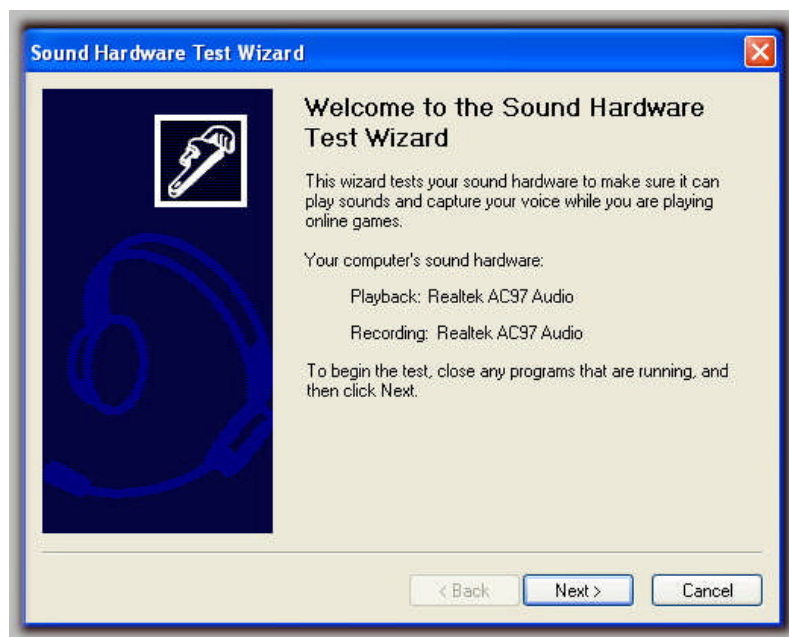 Sound Hardware Test Wizard
Welcome to the Sound Hardware
Test Wizard
This wizard tests your sound hardware to make sure it can
play sounds and capture your voice while you are playing
online games.
Your computer's sound hardware:
Playback: Realtek AC97 Audio
Recording: Realtek AC97 Audio
To begin the test, close any programs that are running, and
then click Next.
< Back Next > Cancel